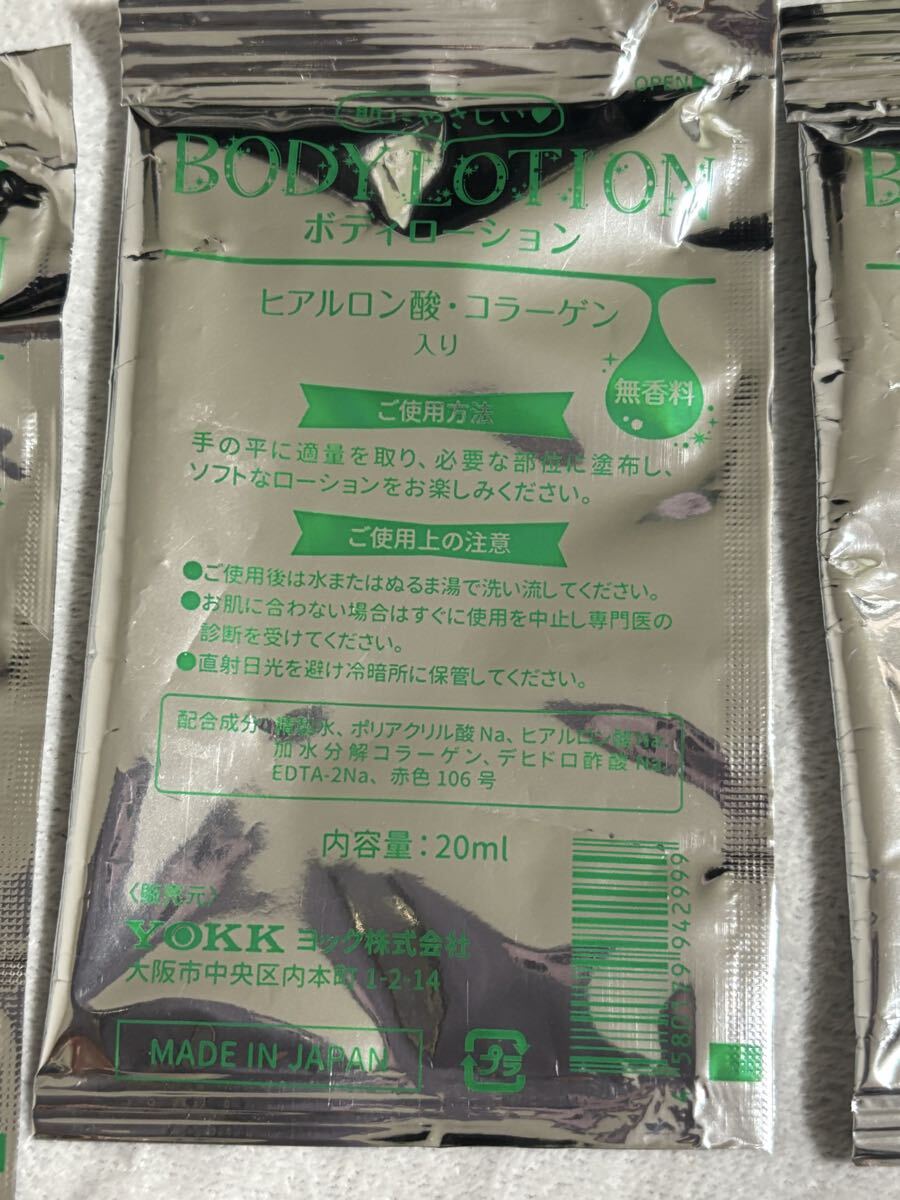 OPEN
肌にやさしい♥
BODY LOTION
ボディローション
ヒアルロン酸・コラーゲン
入り
無香料
ご使用方法
手の平に適量を取り、必要な部位に塗布し、
ソフトなローションをお楽しみください。
ご使用上の注意
●ご使用後は水またはぬるま湯で洗い流してください。
●お肌に合わない場合はすぐに使用を中止し専門医の
診断を受けてください。
●直射日光を避け冷暗所に保管してください。
配合成分 精製水、ポリアクリル酸Na、ヒアルロン酸Na、
加水分解コラーゲン、デヒドロ酢酸Na、
EDTA-2Na、赤色106号
内容量：20ml
〈販売元〉
YOKK ヨック株式会社
大阪市中央区内本町 1-2-14
MADE IN JAPAN
プラ